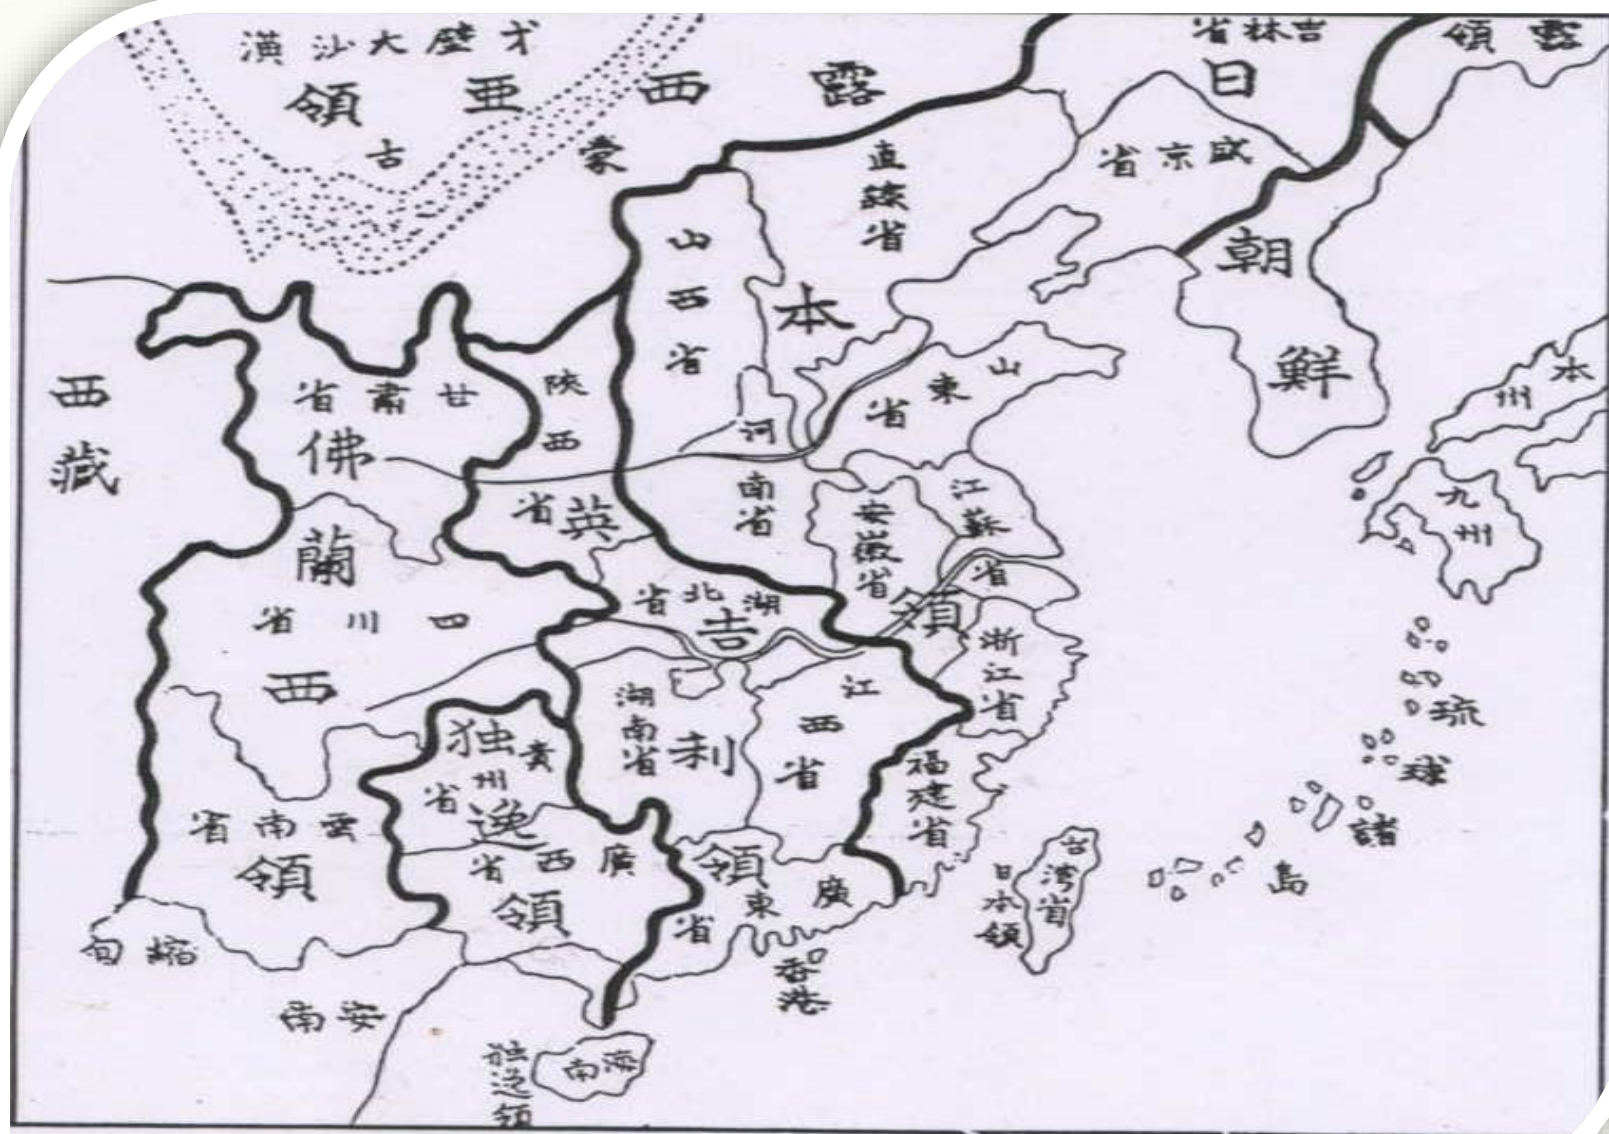 戈壁大沙漠
露西亜領
蒙古
吉林省
露領
日本領
盛京省
直隷省
山西省
朝鮮
西藏
甘肅省
陝西省
山東省
河南省
本州
九州
佛蘭西領
英吉利領
江蘇省
安徽省
湖北省
四川省
浙江省
江西省
湖南省
独逸領
貴州省
福建省
琉球諸島
雲南省
廣西省
廣東省
台湾省
日本領
緬甸
安南
香港
海南
独逸領